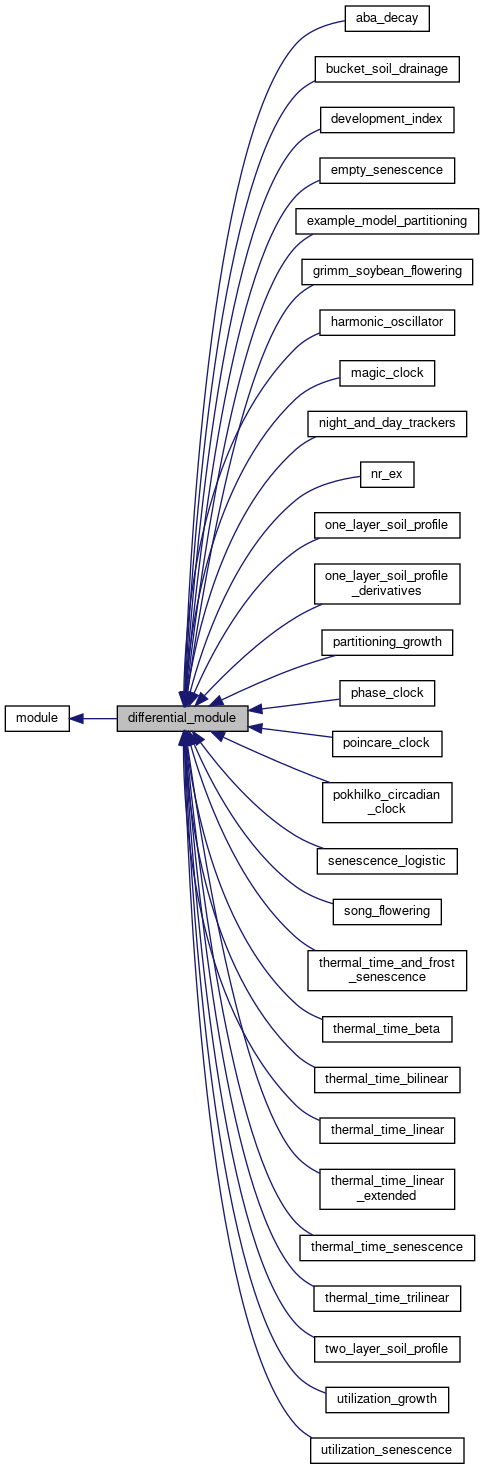 aba_decay
bucket_soil_drainage
development_index
empty_senescence
example_model_partitioning
grimm_soybean_flowering
harmonic_oscillator
magic_clock
night_and_day_trackers
nr_ex
one_layer_soil_profile
one_layer_soil_profile
_derivatives
partitioning_growth
phase_clock
module
differential_module
poincare_clock
pokhilko_circadian
_clock
senescence_logistic
song_flowering
thermal_time_and_frost
_senescence
thermal_time_beta
thermal_time_bilinear
thermal_time_linear
thermal_time_linear
_extended
thermal_time_senescence
thermal_time_trilinear
two_layer_soil_profile
utilization_growth
utilization_senescence